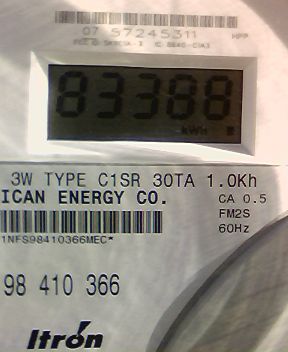 07 57245311
83388
kWh
3W TYPE C1SR 30TA 1.0Kh
ICAN ENERGY CO.
CA 0.5
FM2S
60Hz
1NFS98410366MEC*
98 410 366
Itron